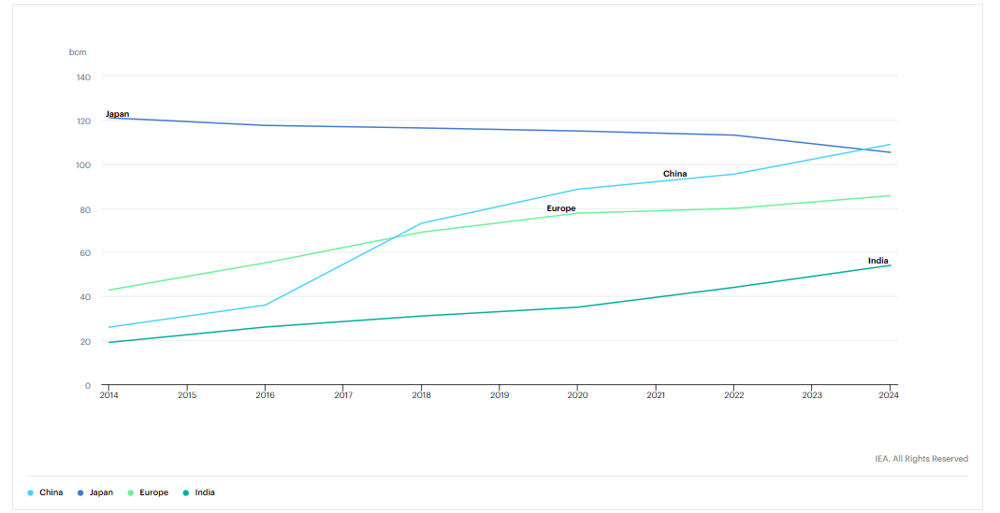 bcm
140
Japan
120
China
100
Europe
80
India
60
40
20
0
2014 2015 2016 2017 2018 2019 2020 2021 2022 2023 2024
IEA. All Rights Reserved
China Japan Europe India